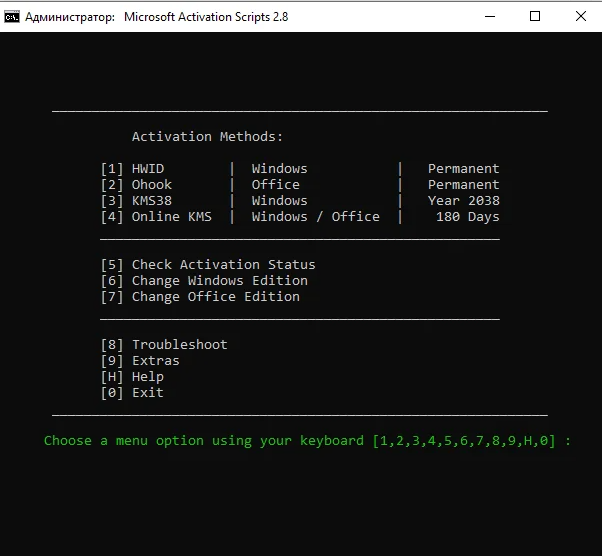 Администратор: Microsoft Activation Scripts 2.8
Activation Methods:
[1] HWID | Windows | Permanent
[2] Ohook | Office | Permanent
[3] KMS38 | Windows | Year 2038
[4] Online KMS | Windows / Office | 180 Days
[5] Check Activation Status
[6] Change Windows Edition
[7] Change Office Edition
[8] Troubleshoot
[9] Extras
[H] Help
[0] Exit
Choose a menu option using your keyboard [1,2,3,4,5,6,7,8,9,H,0] :